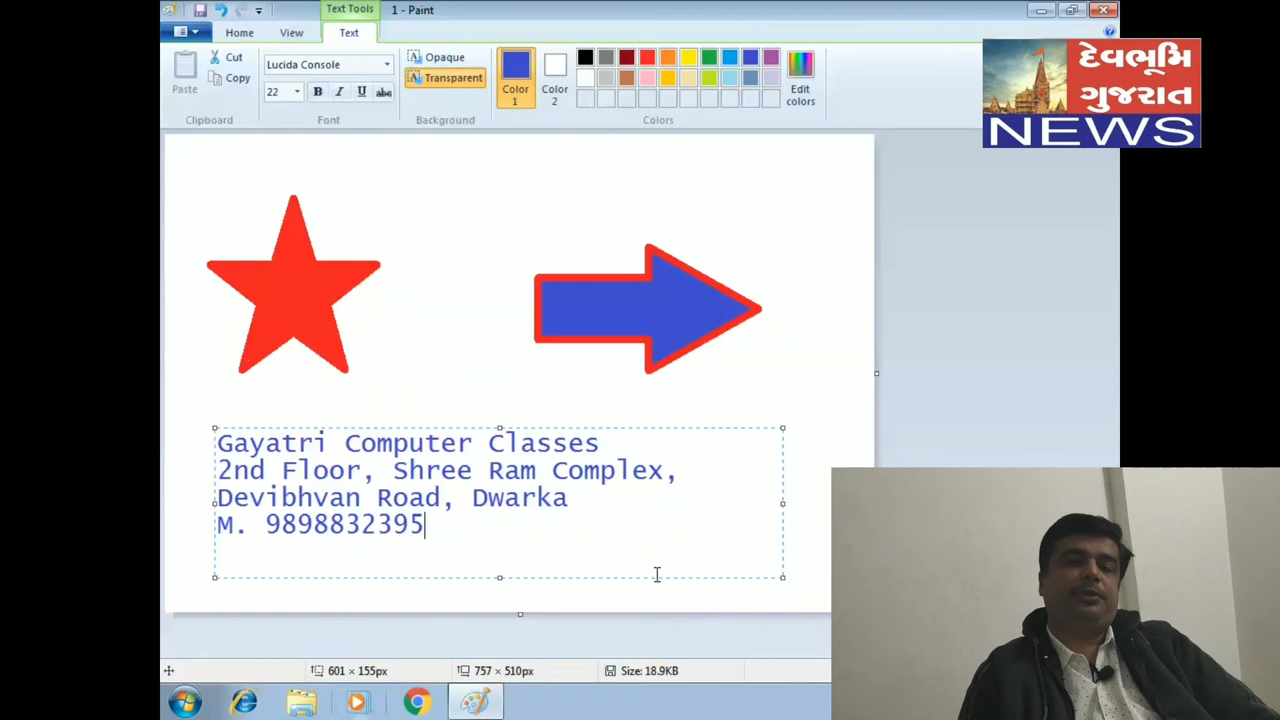 Text Tools
1 - Paint
Home
View
Text
Paste
Cut
Copy
Clipboard
Lucida Console
22
B I U abc
Font
Opaque
Transparent
Background
Color 1
Color 2
Edit colors
Colors
દેવભૂમિ
ગુજરાત
NEWS
Gayatri Computer Classes
2nd Floor, Shree Ram Complex,
Devibhvan Road, Dwarka
M. 9898832395
601 × 155px
757 × 510px
Size: 18.9KB